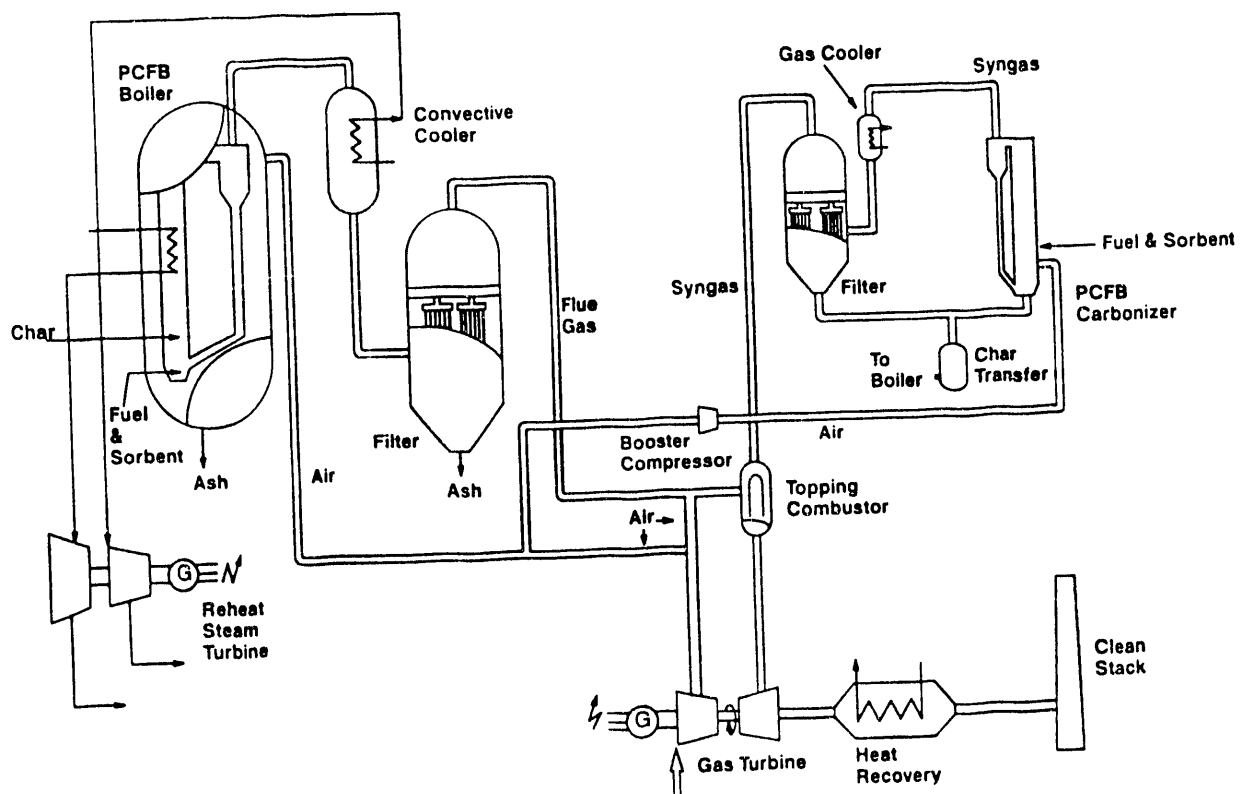 PCFB
Boiler
Convective
Cooler
Gas Cooler
Syngas
Fuel & Sorbent
PCFB
Carbonizer
Syngas
Filter
Flue
Gas
Char
To
Boiler
Char
Transfer
Fuel
&
Sorbent
Ash
Air
Filter
Ash
Booster
Compressor
Air
Topping
Combustor
Air
G
Reheat
Steam
Turbine
Clean
Stack
G
Gas Turbine
Heat
Recovery